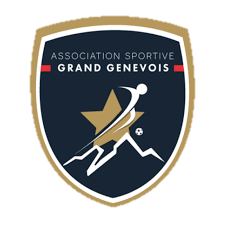 ASSOCIATION SPORTIVE
GRAND GENEVOIS